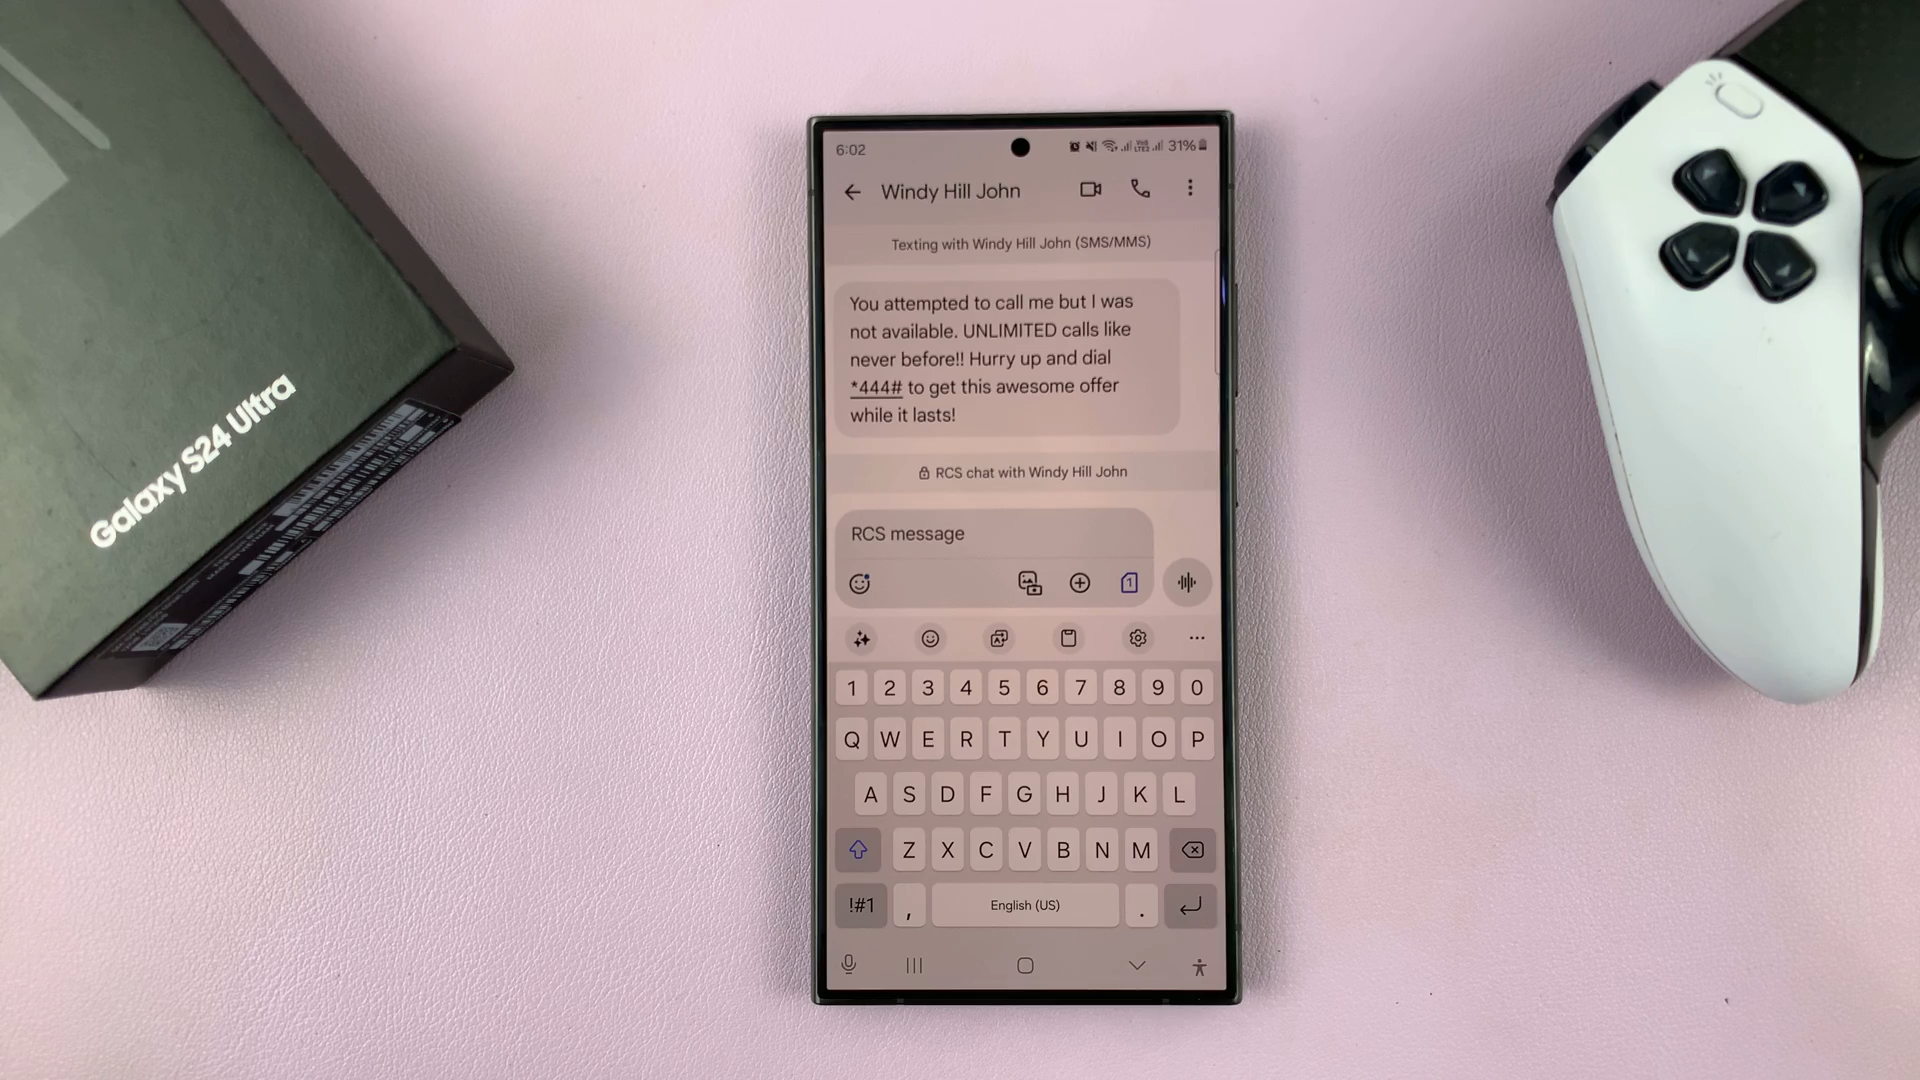 Galaxy S24 Ultra
6:02
31%
Windy Hill John
Texting with Windy Hill John (SMS/MMS)
You attempted to call me but I was
not available. UNLIMITED calls like
never before!! Hurry up and dial
*444# to get this awesome offer
while it lasts!
RCS chat with Windy Hill John
RCS message
1
1 2 3 4 5 6 7 8 9 0
Q W E R T Y U I O P
A S D F G H J K L
Z X C V B N M
!#1 , English (US) .